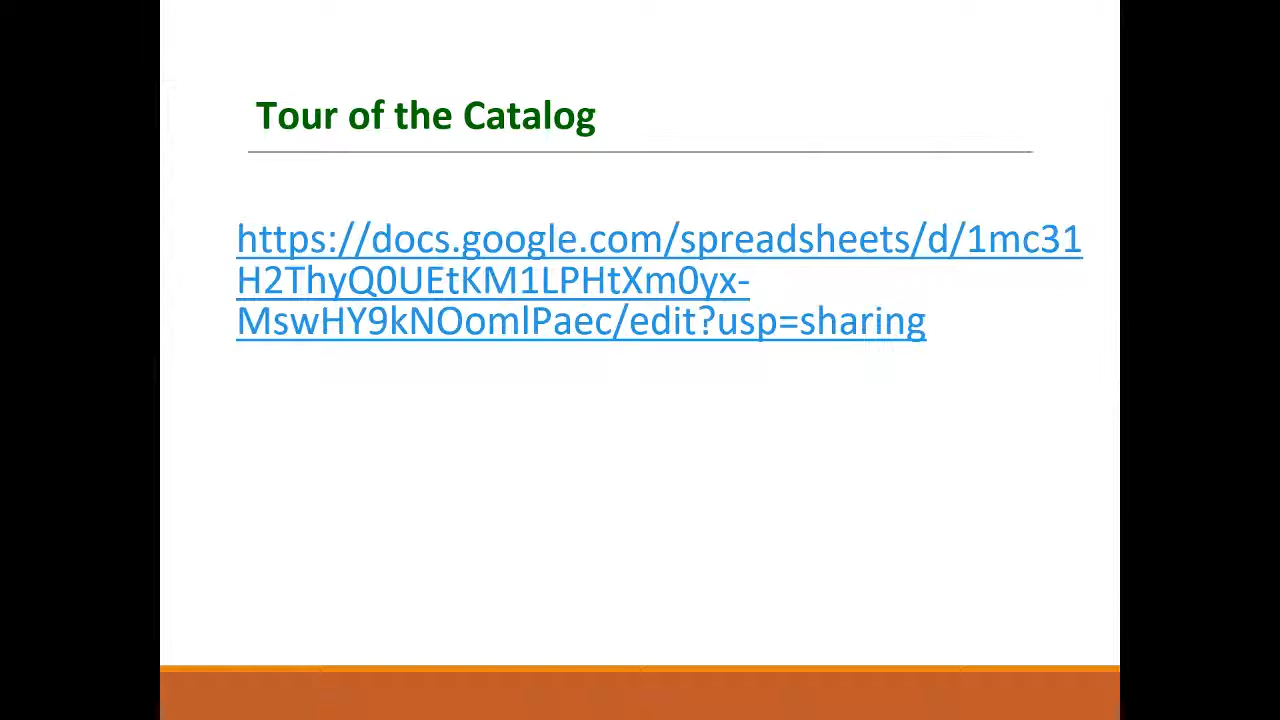 Tour of the Catalog
https://docs.google.com/spreadsheets/d/1mc31
H2ThyQ0UEtKM1LPHtXm0yx-
MswHY9kNOomlPaec/edit?usp=sharing